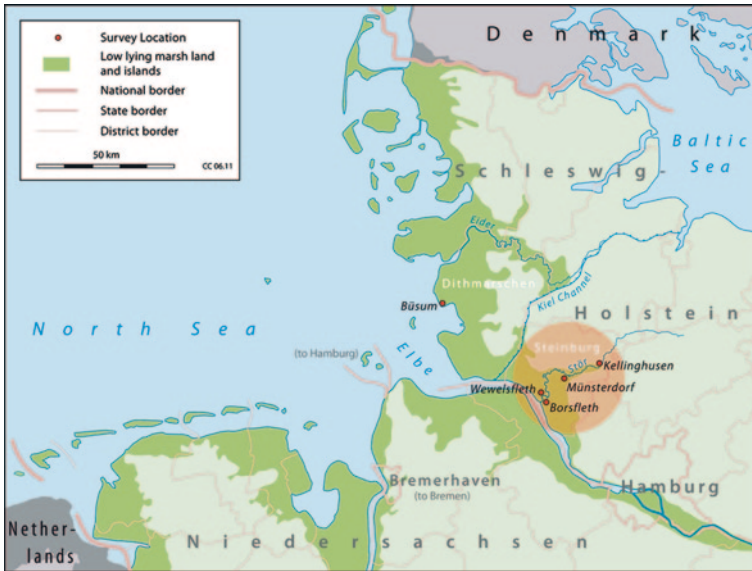 Survey Location
Low lying marsh land
and islands
National border
State border
District border
50 km
CC 06.11
Denmark
Baltic
Sea
Schleswig-
Eider
Dithmarschen
Kiel Channel
Büsum
Holstein
North Sea
(to Hamburg)
Elbe
Steinburg
Stör
Kellinghusen
Münsterdorf
Wewelsfleth
Borsfleth
Bremerhaven
(to Bremen)
Hamburg
Nether-
lands
Niedersachsen